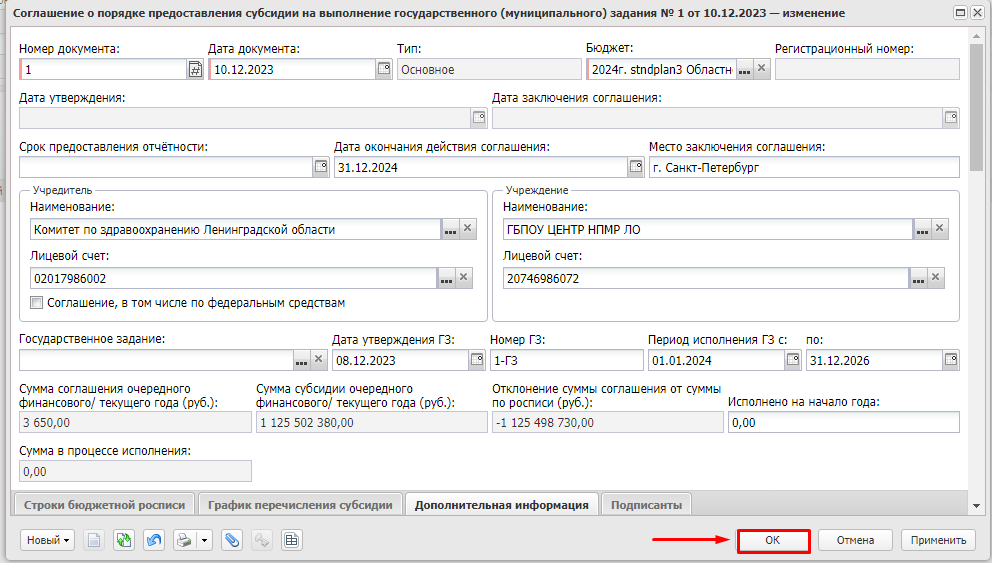 Соглашение о порядке предоставления субсидии на выполнение государственного (муниципального) задания № 1 от 10.12.2023 — изменение
Номер документа: Дата документа: Тип: Бюджет: Регистрационный номер:
1 10.12.2023 Основное 2024г. stndplan3 Областн
Дата утверждения: Дата заключения соглашения:
Срок предоставления отчётности: Дата окончания действия соглашения: Место заключения соглашения:
31.12.2024 г. Санкт-Петербург
Учредитель Учреждение
Наименование: Наименование:
Комитет по здравоохранению Ленинградской области ГБПОУ ЦЕНТР НПМР ЛО
Лицевой счет: Лицевой счет:
02017986002 20746986072
Соглашение, в том числе по федеральным средствам
Государственное задание: Дата утверждения ГЗ: Номер ГЗ: Период исполнения ГЗ с: по:
08.12.2023 1-ГЗ 01.01.2024 31.12.2026
Сумма соглашения очередного Сумма субсидии очередного Отклонение суммы соглашения от суммы
финансового/ текущего года (руб.): финансового/ текущего года (руб.): по росписи (руб.): Исполнено на начало года:
3 650,00 1 125 502 380,00 -1 125 498 730,00 0,00
Сумма в процессе исполнения:
0,00
Строки бюджетной росписи График перечисления субсидии Дополнительная информация Подписанты
Новый ОК Отмена Применить